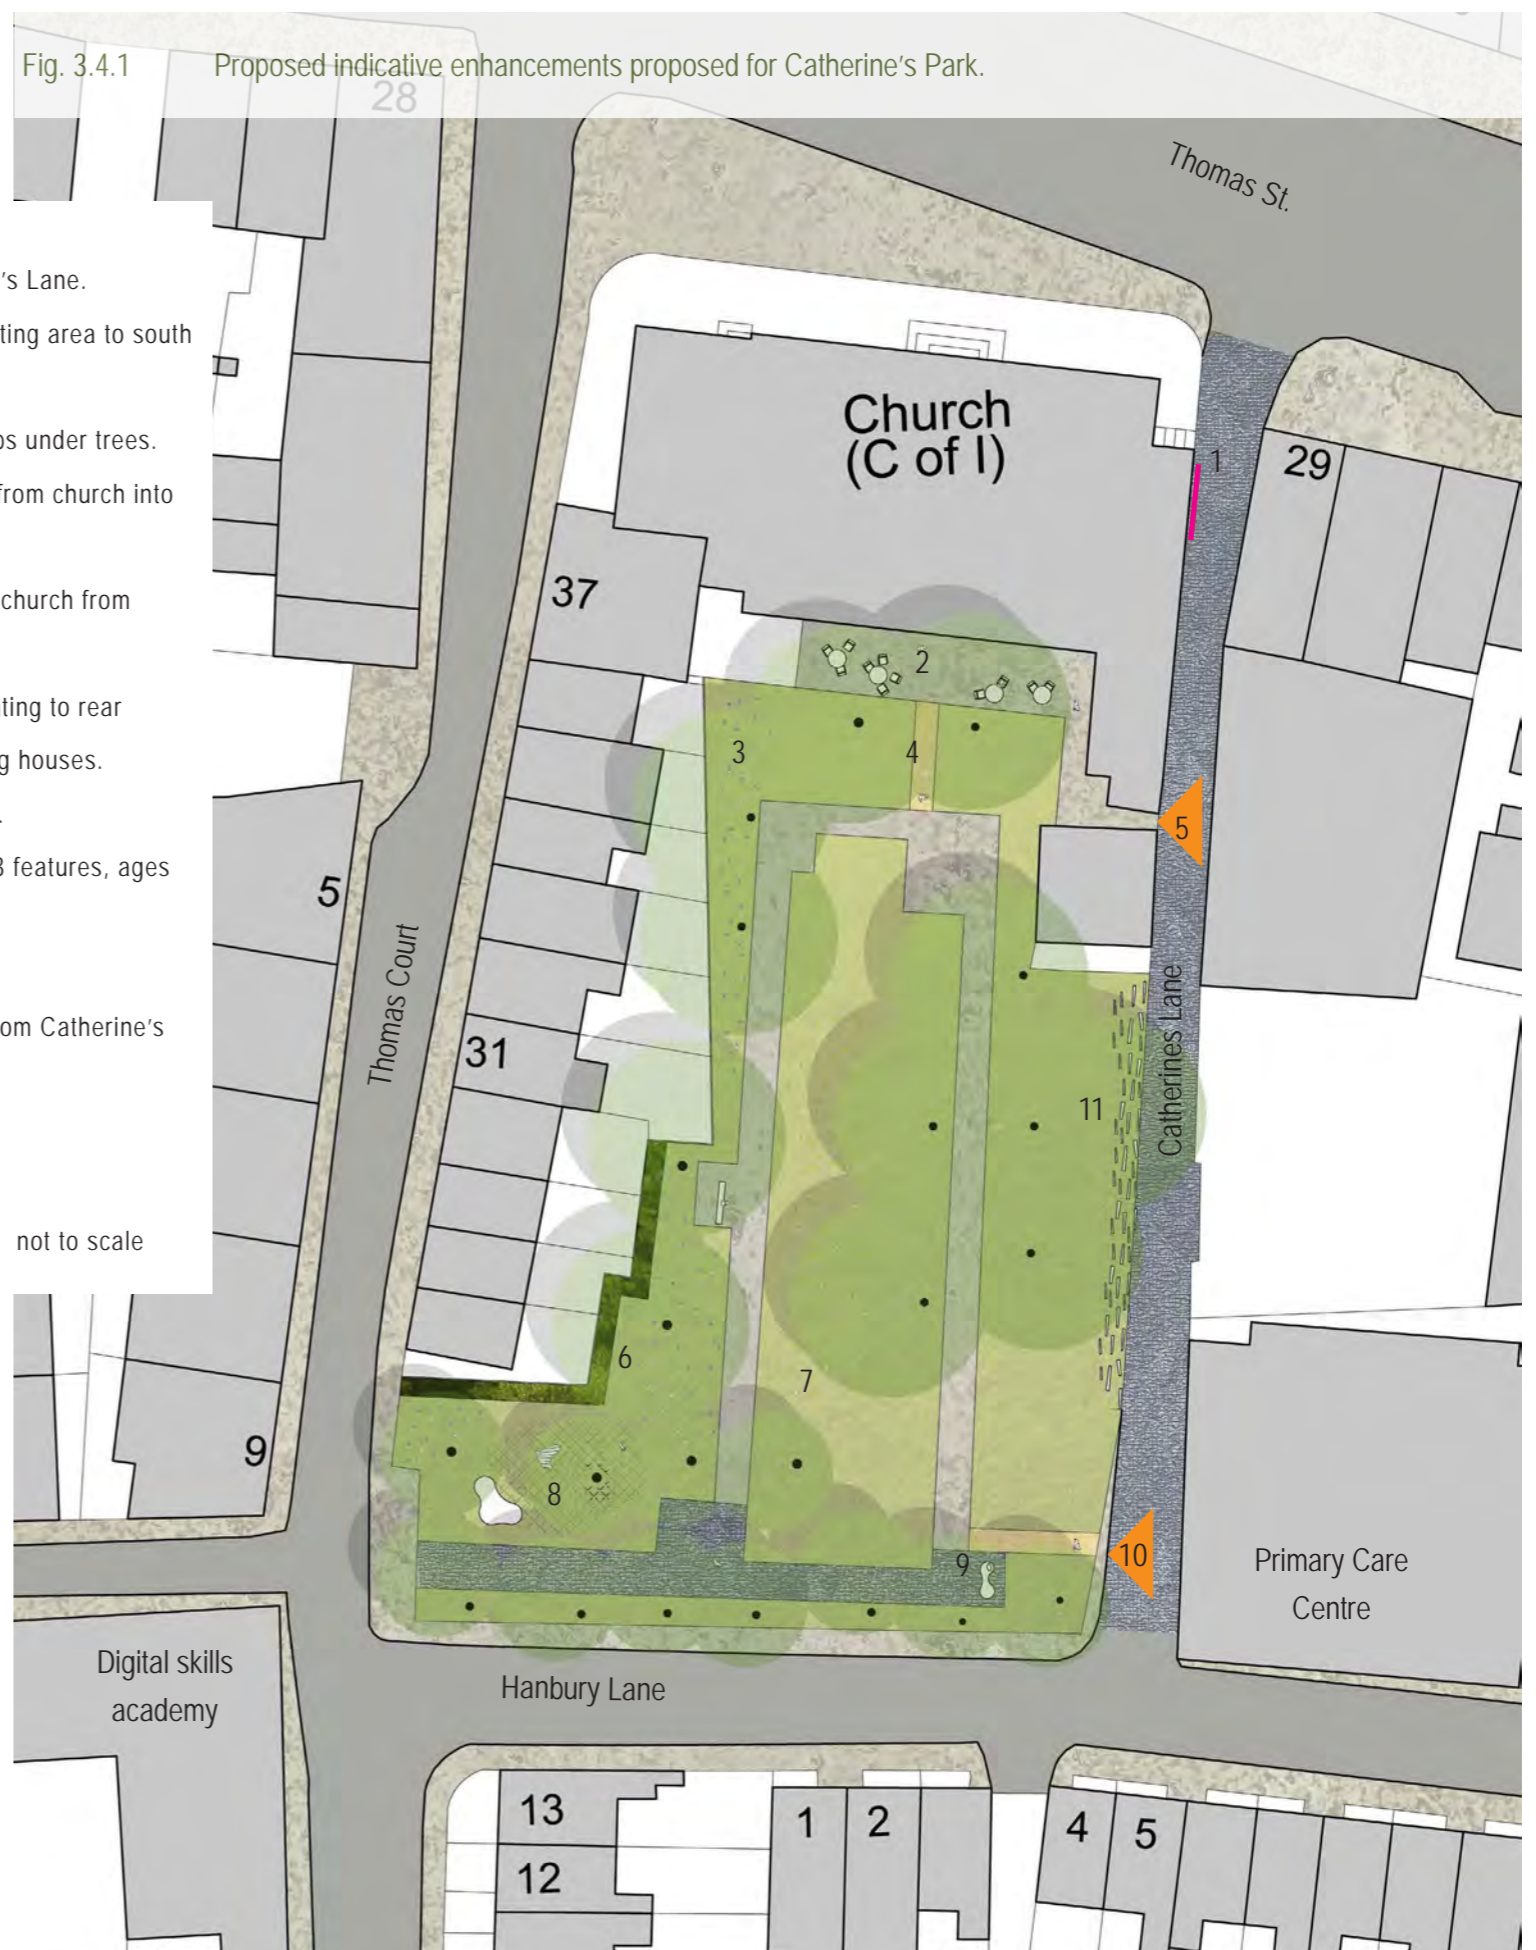 Fig. 3.4.1 Proposed indicative enhancements proposed for Catherine's Park.
28
Thomas St.
's Lane.
ting area to south
under trees.
from church into
church from
ting to rear
houses.
features, ages
Catherine's
not to scale
Church
(C of I)
1
29
37
2
3
4
5
5
Thomas Court
31
Catherines Lane
11
6
7
9
8
9
10
Primary Care
Centre
Digital skills
academy
Hanbury Lane
13
12
1
2
4
5